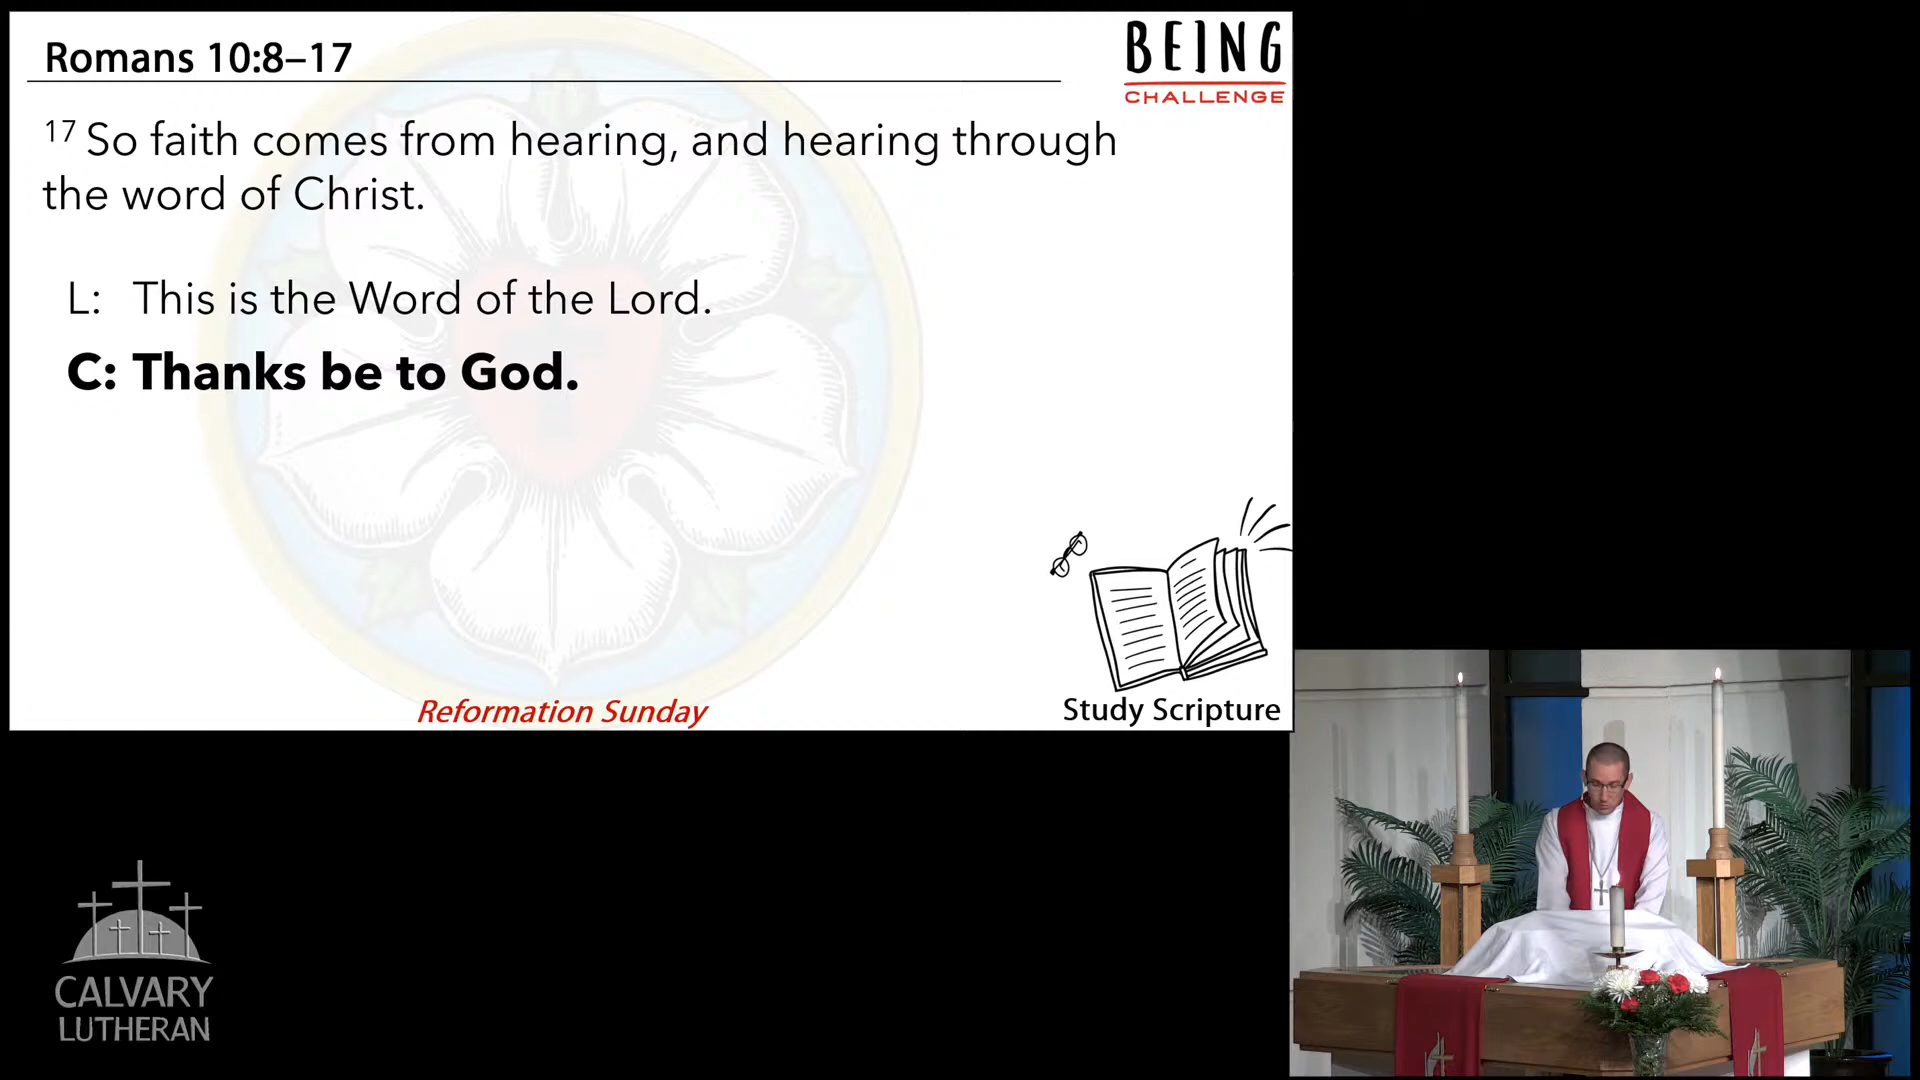 Romans 10:8–17
BEING
CHALLENGE
17 So faith comes from hearing, and hearing through
the word of Christ.
L: This is the Word of the Lord.
C: Thanks be to God.
Reformation Sunday
Study Scripture
CALVARY
LUTHERAN